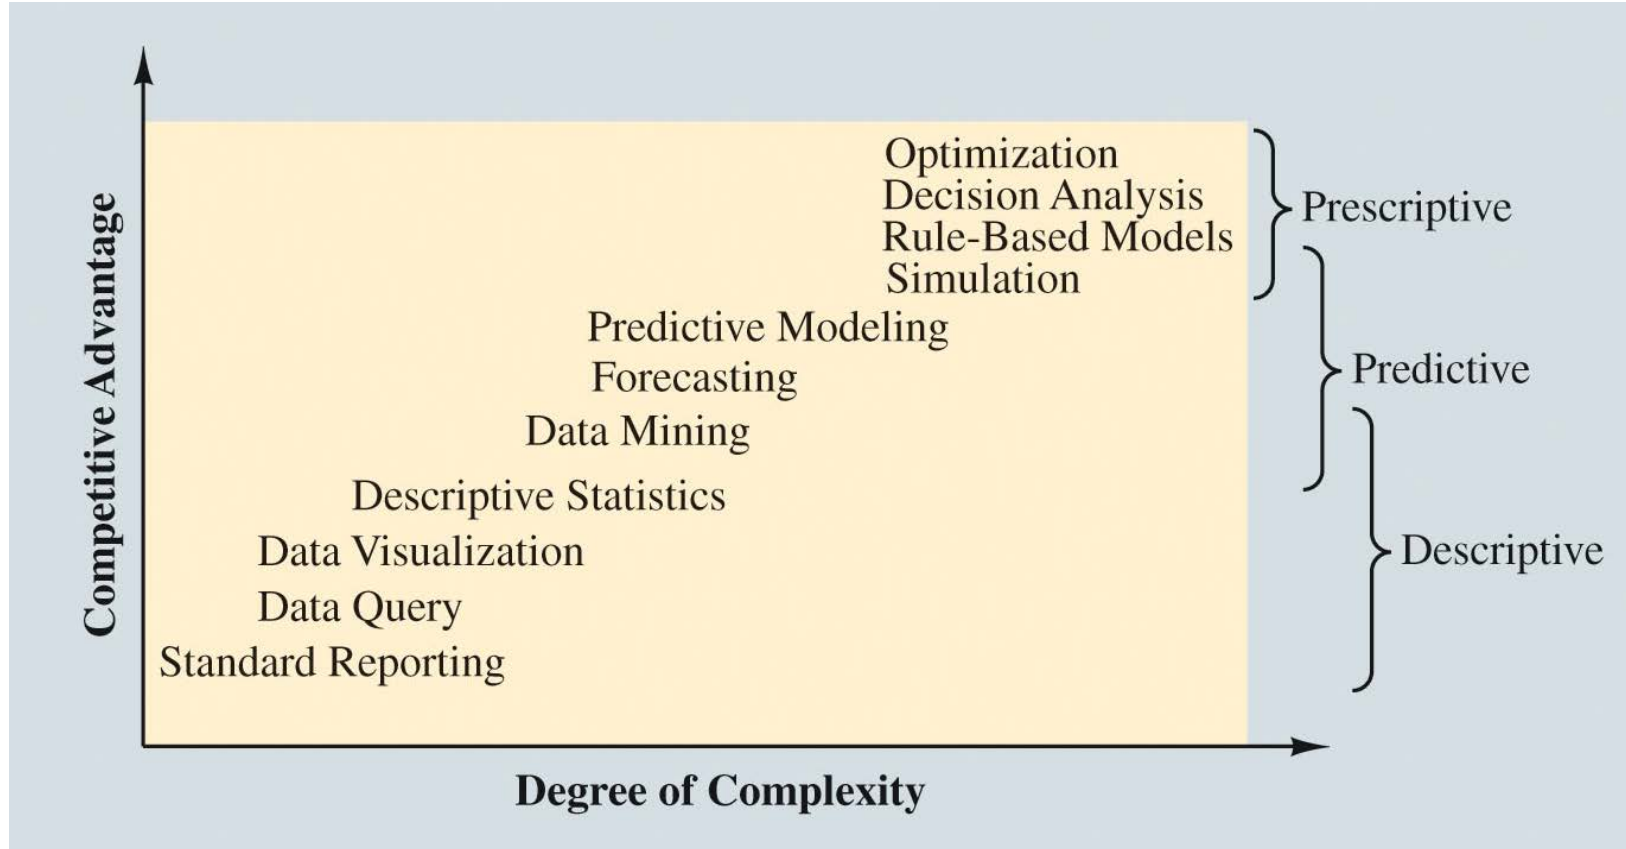 Competitive Advantage
Optimization
Decision Analysis
Rule-Based Models
Simulation
Predictive Modeling
Forecasting
Data Mining
Descriptive Statistics
Data Visualization
Data Query
Standard Reporting
Prescriptive
Predictive
Descriptive
Degree of Complexity